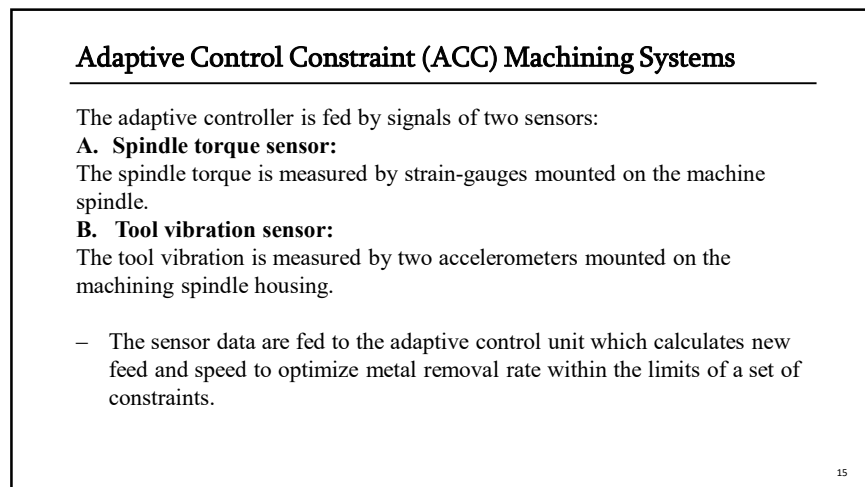 Adaptive Control Constraint (ACC) Machining Systems
The adaptive controller is fed by signals of two sensors:
A. Spindle torque sensor:
The spindle torque is measured by strain-gauges mounted on the machine
spindle.
B. Tool vibration sensor:
The tool vibration is measured by two accelerometers mounted on the
machining spindle housing.
– The sensor data are fed to the adaptive control unit which calculates new
feed and speed to optimize metal removal rate within the limits of a set of
constraints.
15